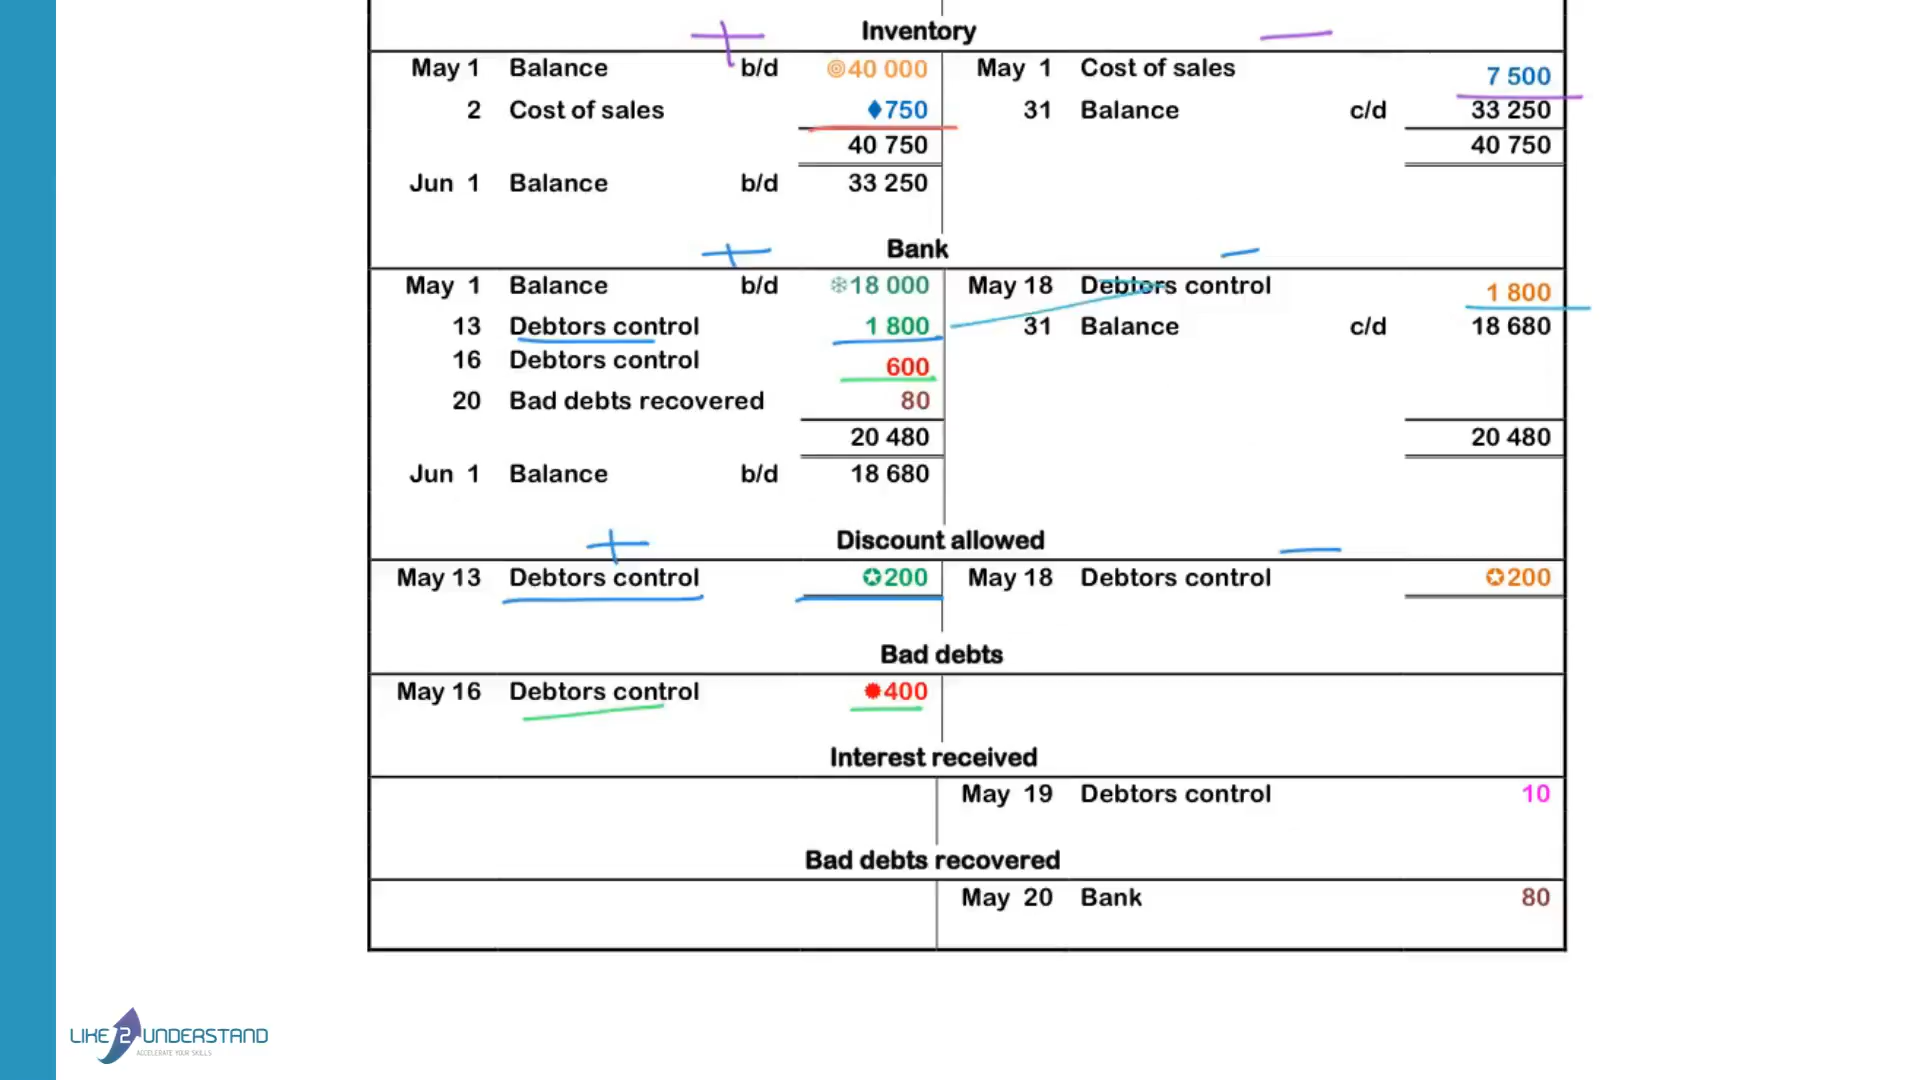 Inventory
May 1 Balance b/d 40 000 May 1 Cost of sales 7 500
2 Cost of sales 750 31 Balance c/d 33 250
40 750 40 750
Jun 1 Balance b/d 33 250
Bank
May 1 Balance b/d 18 000 May 18 Debtors control 1 800
13 Debtors control 1 800 31 Balance c/d 18 680
16 Debtors control 600
20 Bad debts recovered 80
20 480 20 480
Jun 1 Balance b/d 18 680
Discount allowed
May 13 Debtors control 200 May 18 Debtors control 200
Bad debts
May 16 Debtors control 400
Interest received
May 19 Debtors control 10
Bad debts recovered
May 20 Bank 80
LIKE 2 UNDERSTAND
ACCELERATE YOUR SKILLS